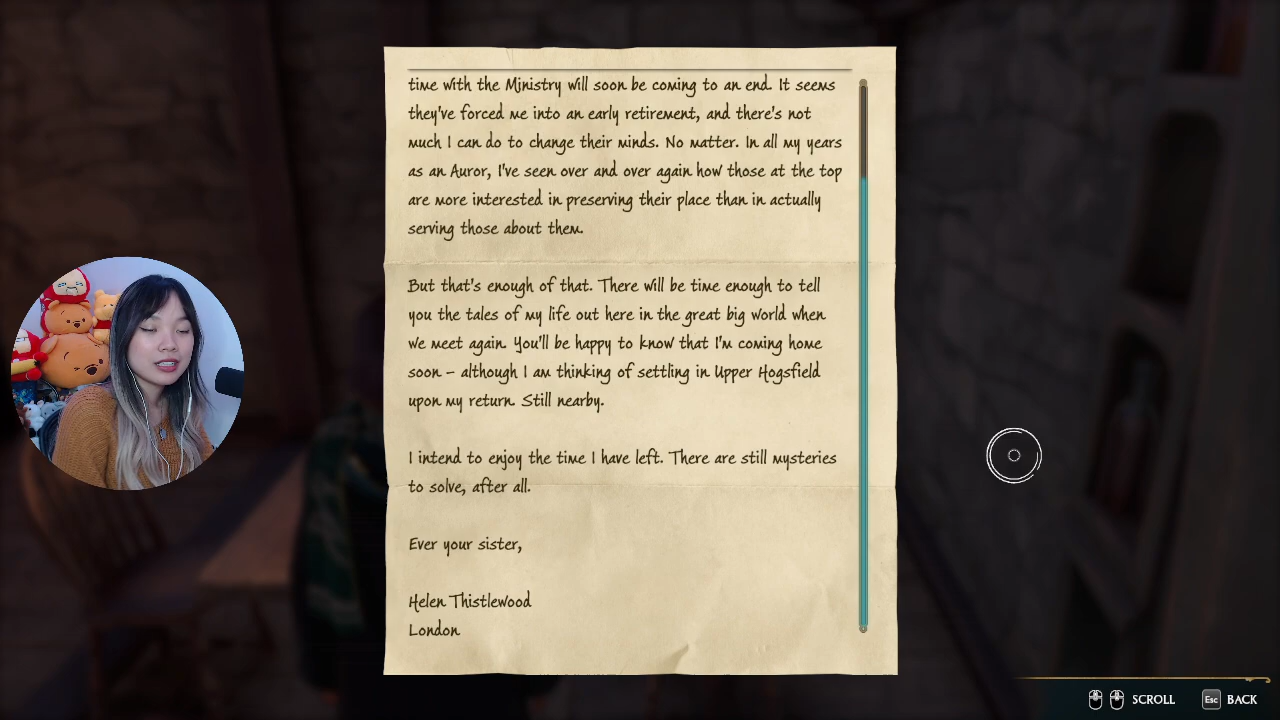 time with the Ministry will soon be coming to an end. It seems
they've forced me into an early retirement, and there's not
much I can do to change their minds. No matter. In all my years
as an Auror, I've seen over and over again how those at the top
are more interested in preserving their place than in actually
serving those about them.
But that's enough of that. There will be time enough to tell
you the tales of my life out here in the great big world when
we meet again. You'll be happy to know that I'm coming home
soon – although I am thinking of settling in Upper Hogsfield
upon my return. Still nearby.
I intend to enjoy the time I have left. There are still mysteries
to solve, after all.
Ever your sister,
Helen Thistlewood
London
SCROLL
Esc BACK